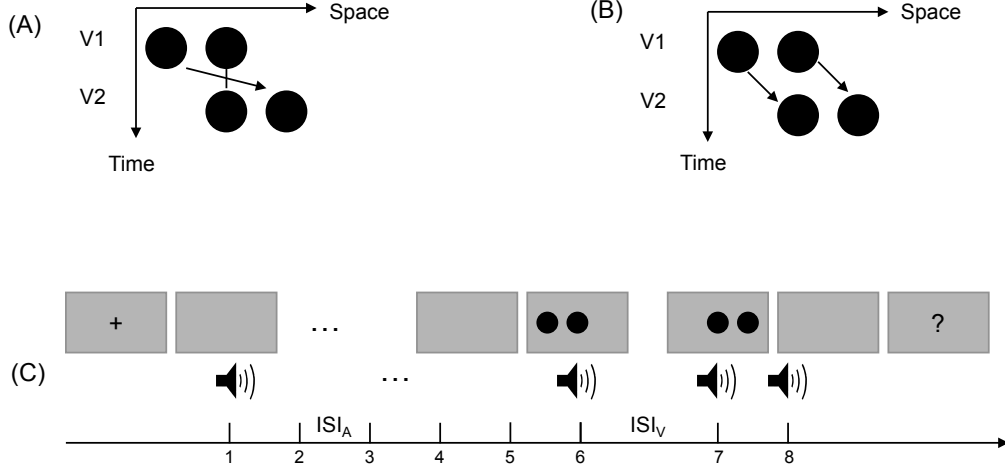 (A)
Space
V1
V2
Time
(B)
Space
V1
V2
Time
+
...
?
(C)
...
ISI_A
ISI_V
1 2 3 4 5 6 7 8